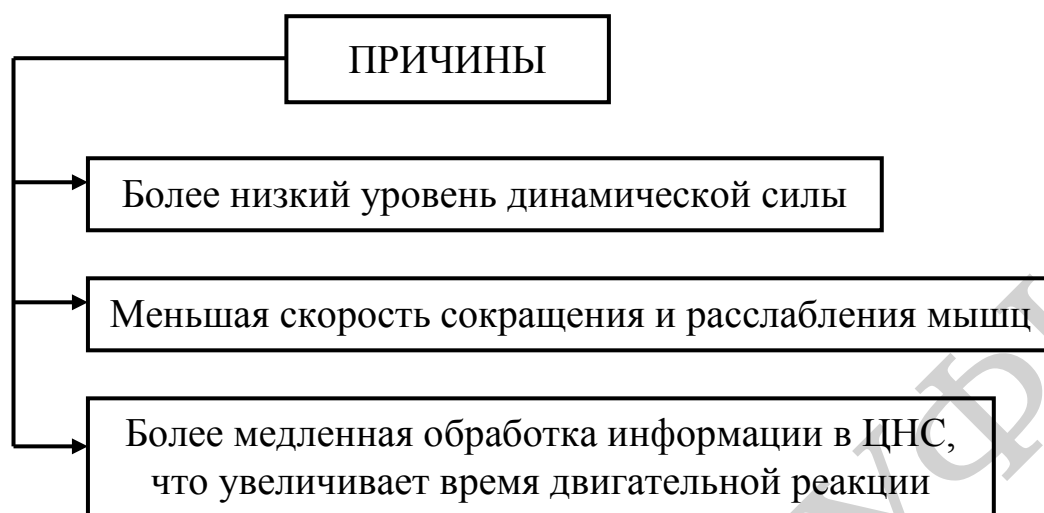 ПРИЧИНЫ
Более низкий уровень динамической силы
Меньшая скорость сокращения и расслабления мышц
Более медленная обработка информации в ЦНС,
что увеличивает время двигательной реакции